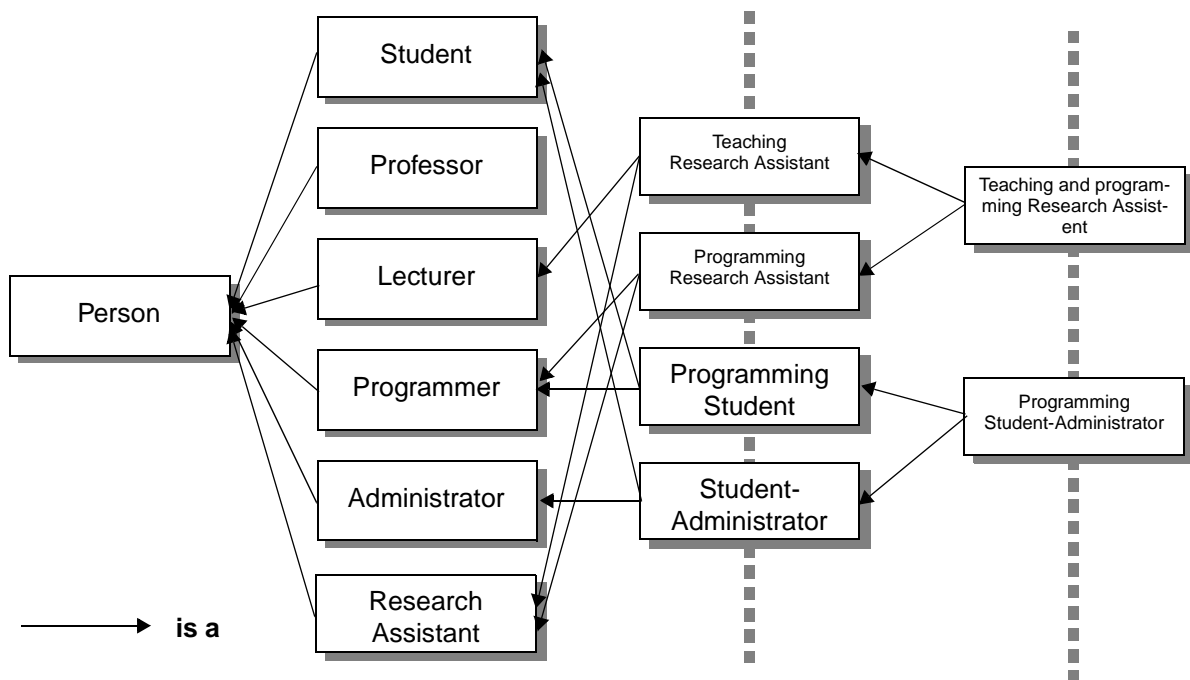 Person
Student
Professor
Lecturer
Programmer
Administrator
Research
Assistant
Teaching
Research Assistant
Programming
Research Assistant
Programming
Student
Student-
Administrator
Teaching and program-
ming Research Assist-
ent
Programming
Student-Administrator
is a